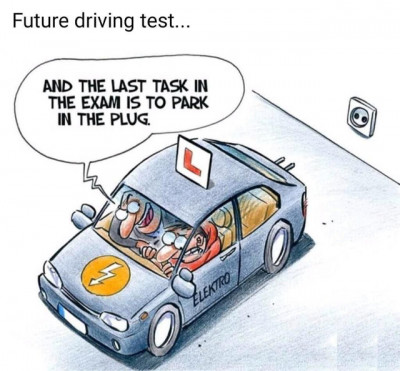 Future driving test...
AND THE LAST TASK IN
THE EXAM IS TO PARK
IN THE PLUG.
L
ELEKTRO